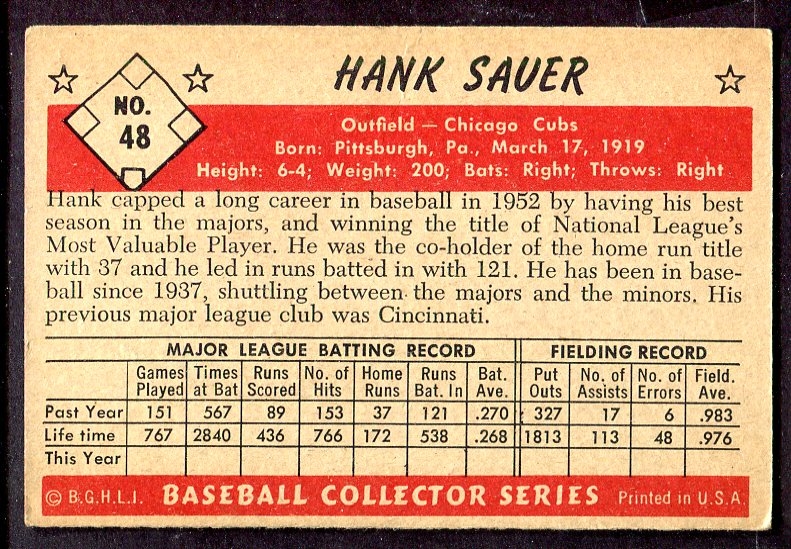 HANK SAUER
NO.
48
Outfield — Chicago Cubs
Born: Pittsburgh, Pa., March 17, 1919
Height: 6-4; Weight: 200; Bats: Right; Throws: Right
Hank capped a long career in baseball in 1952 by having his best
season in the majors, and winning the title of National League's
Most Valuable Player. He was the co-holder of the home run title
with 37 and he led in runs batted in with 121. He has been in base-
ball since 1937, shuttling between the majors and the minors. His
previous major league club was Cincinnati.
MAJOR LEAGUE BATTING RECORD FIELDING RECORD
Games Times Runs No. of Home Runs Bat. Put No. of No. of Field.
Played at Bat Scored Hits Runs Bat. In Ave. Outs Assists Errors Ave.
Past Year 151 567 89 153 37 121 .270 327 17 6 .983
Life time 767 2840 436 766 172 538 .268 1813 113 48 .976
This Year
© B.G.H.L.I. BASEBALL COLLECTOR SERIES Printed in U.S.A.